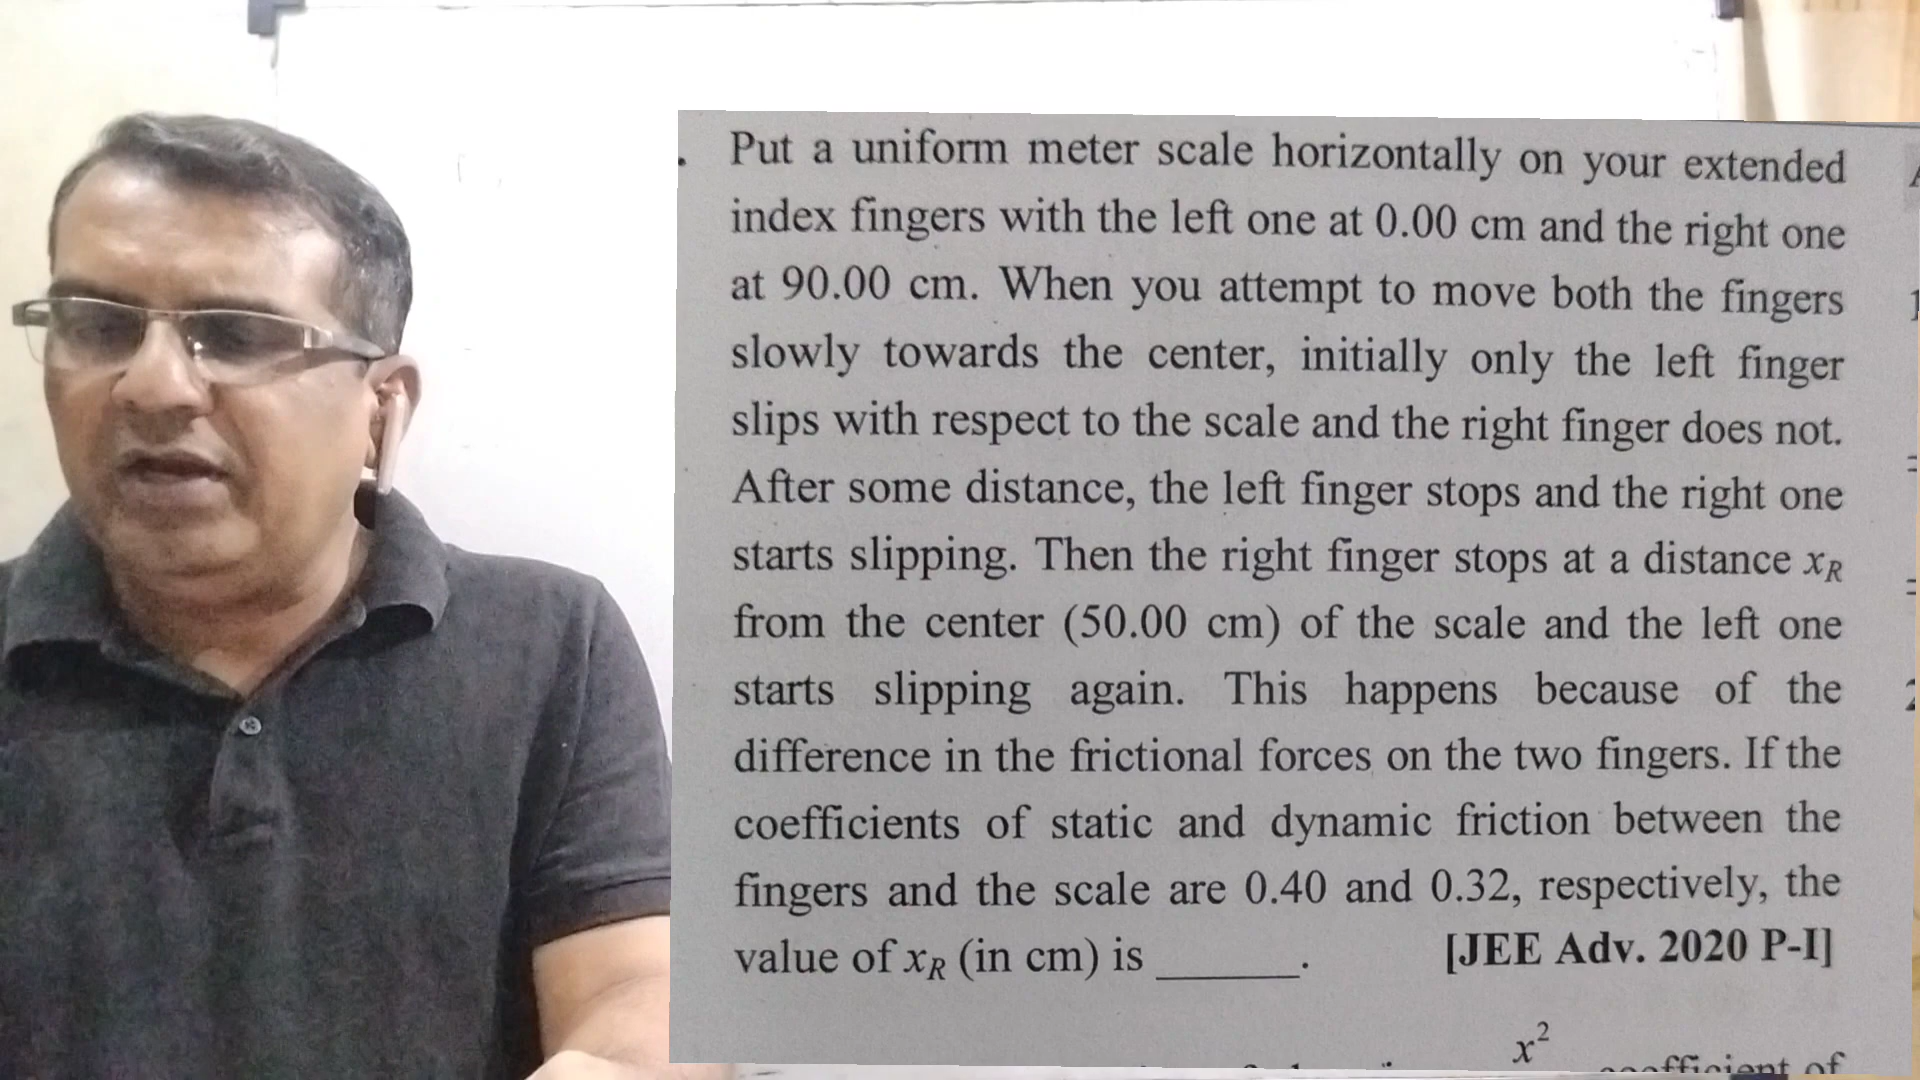 Put a uniform meter scale horizontally on your extended
index fingers with the left one at 0.00 cm and the right one
at 90.00 cm. When you attempt to move both the fingers
slowly towards the center, initially only the left finger
slips with respect to the scale and the right finger does not.
After some distance, the left finger stops and the right one
starts slipping. Then the right finger stops at a distance x_R
from the center (50.00 cm) of the scale and the left one
starts slipping again. This happens because of the
difference in the frictional forces on the two fingers. If the
coefficients of static and dynamic friction between the
fingers and the scale are 0.40 and 0.32, respectively, the
value of x_R (in cm) is ______. [JEE Adv. 2020 P-I]
x²
coefficient of